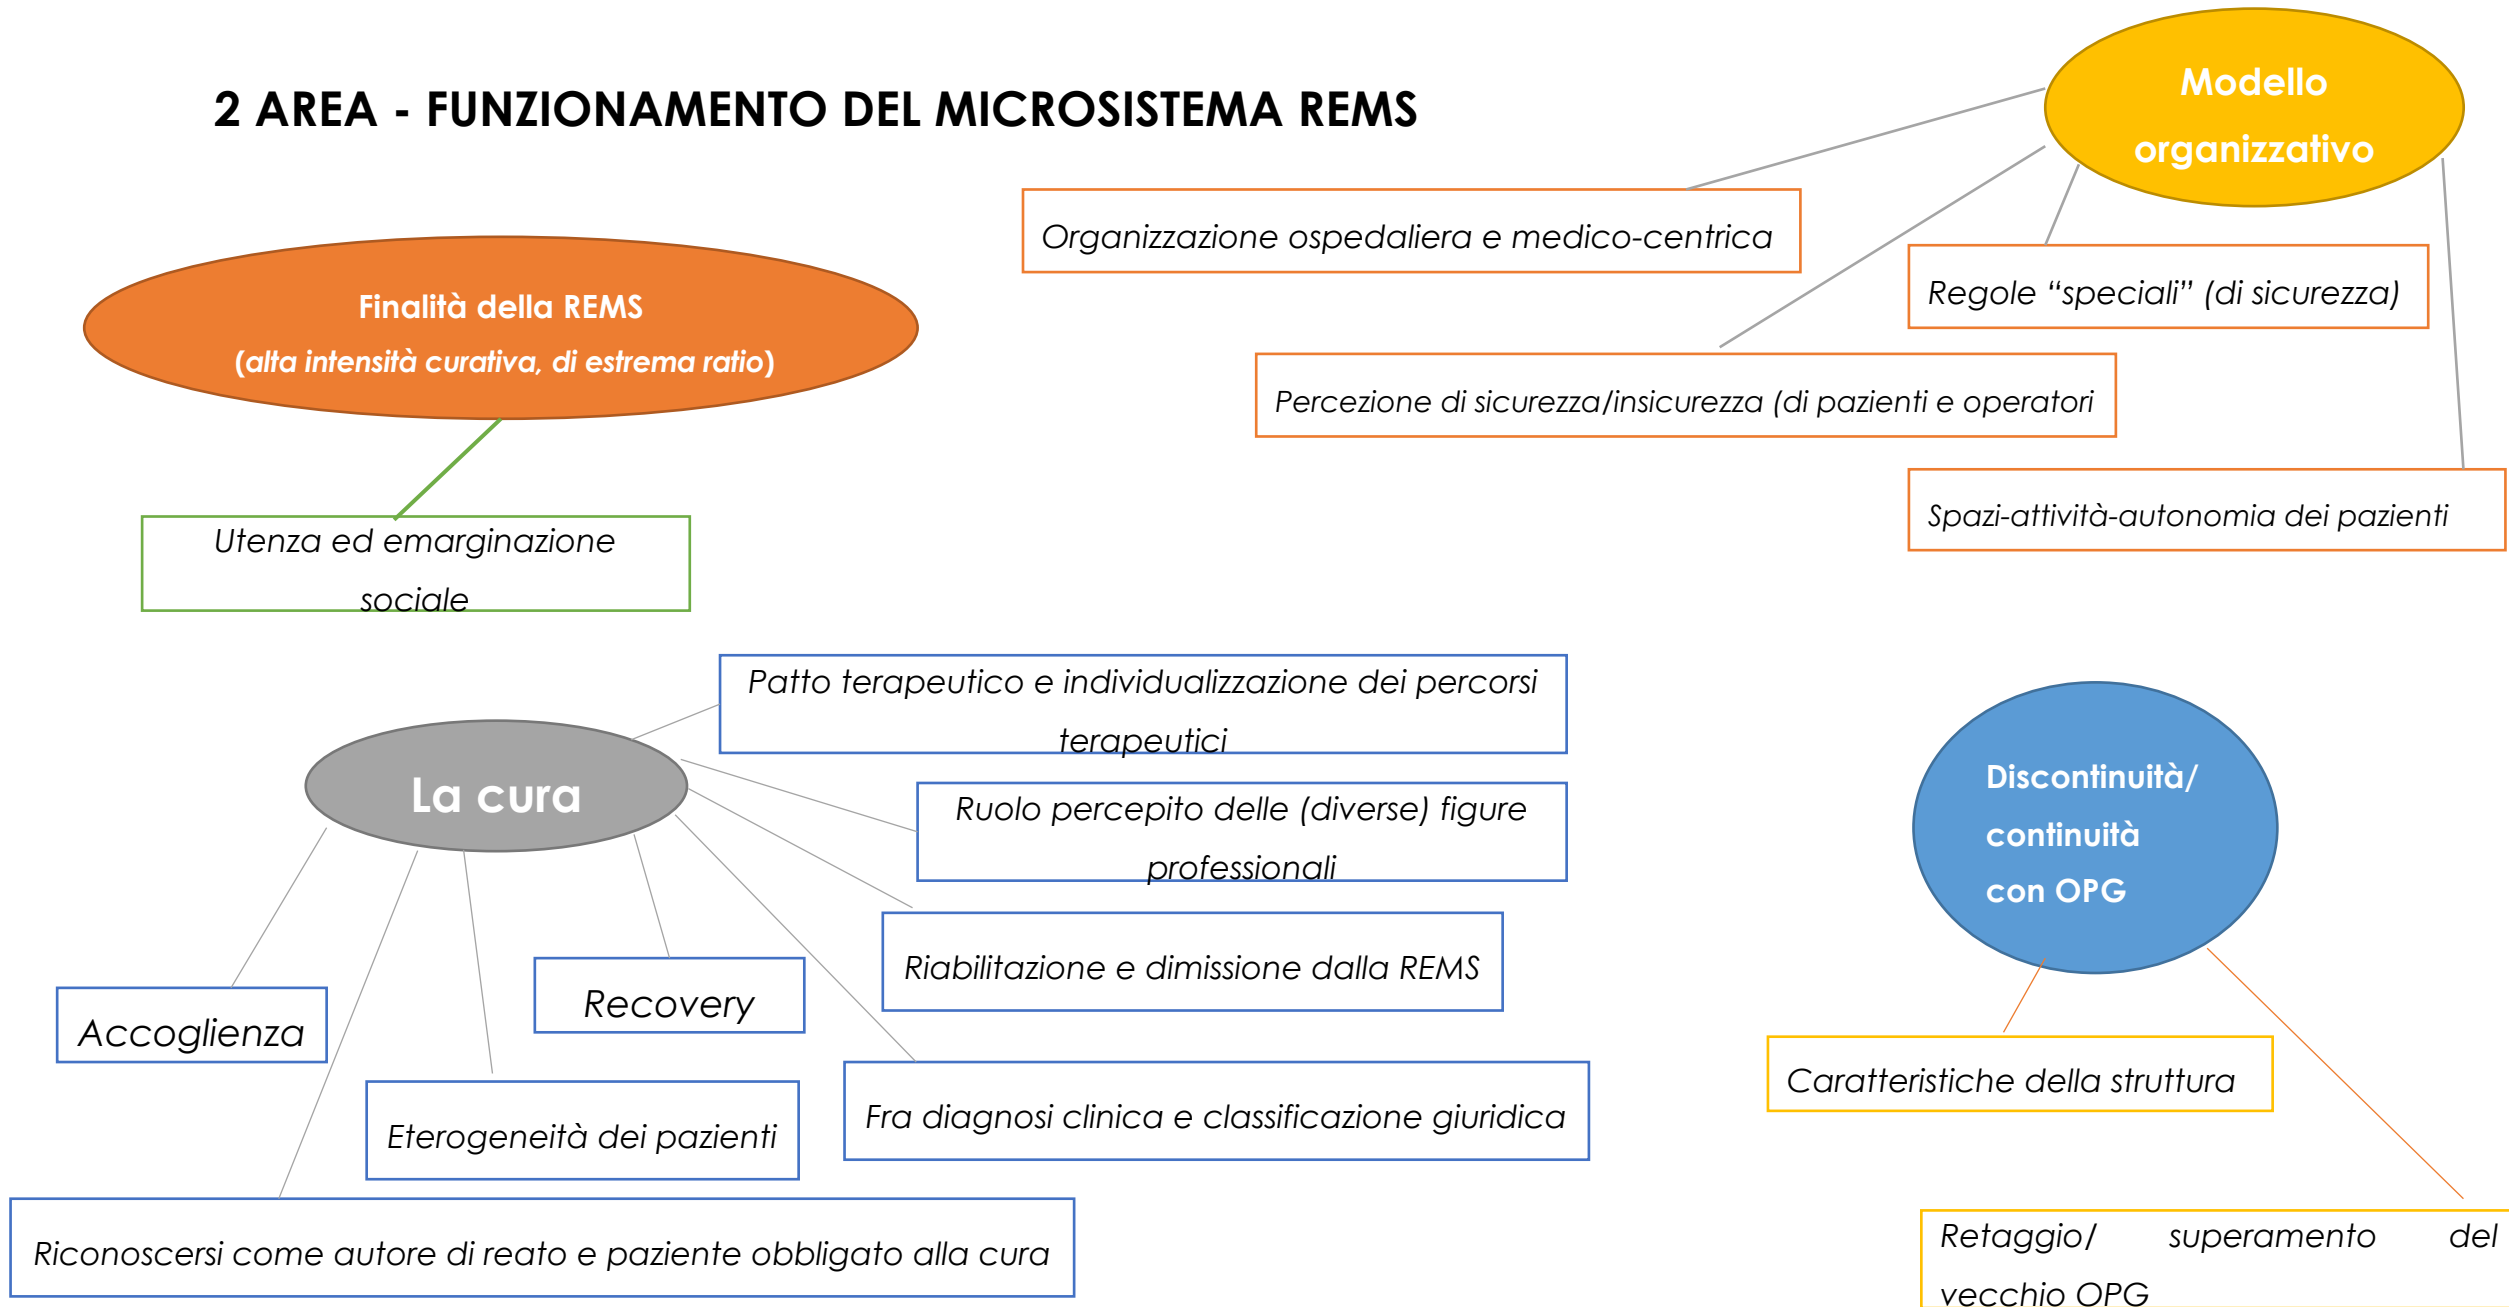 2 AREA - FUNZIONAMENTO DEL MICROSISTEMA REMS
Modello
organizzativo
Organizzazione ospedaliera e medico-centrica
Regole “speciali” (di sicurezza)
Percezione di sicurezza/insicurezza (di pazienti e operatori
Spazi-attività-autonomia dei pazienti
Finalità della REMS
(alta intensità curativa, di estrema ratio)
Utenza ed emarginazione
sociale
La cura
Patto terapeutico e individualizzazione dei percorsi
terapeutici
Ruolo percepito delle (diverse) figure
professionali
Riabilitazione e dimissione dalla REMS
Recovery
Accoglienza
Fra diagnosi clinica e classificazione giuridica
Eterogeneità dei pazienti
Riconoscersi come autore di reato e paziente obbligato alla cura
Discontinuità/
continuità
con OPG
Caratteristiche della struttura
Retaggio/ superamento del
vecchio OPG